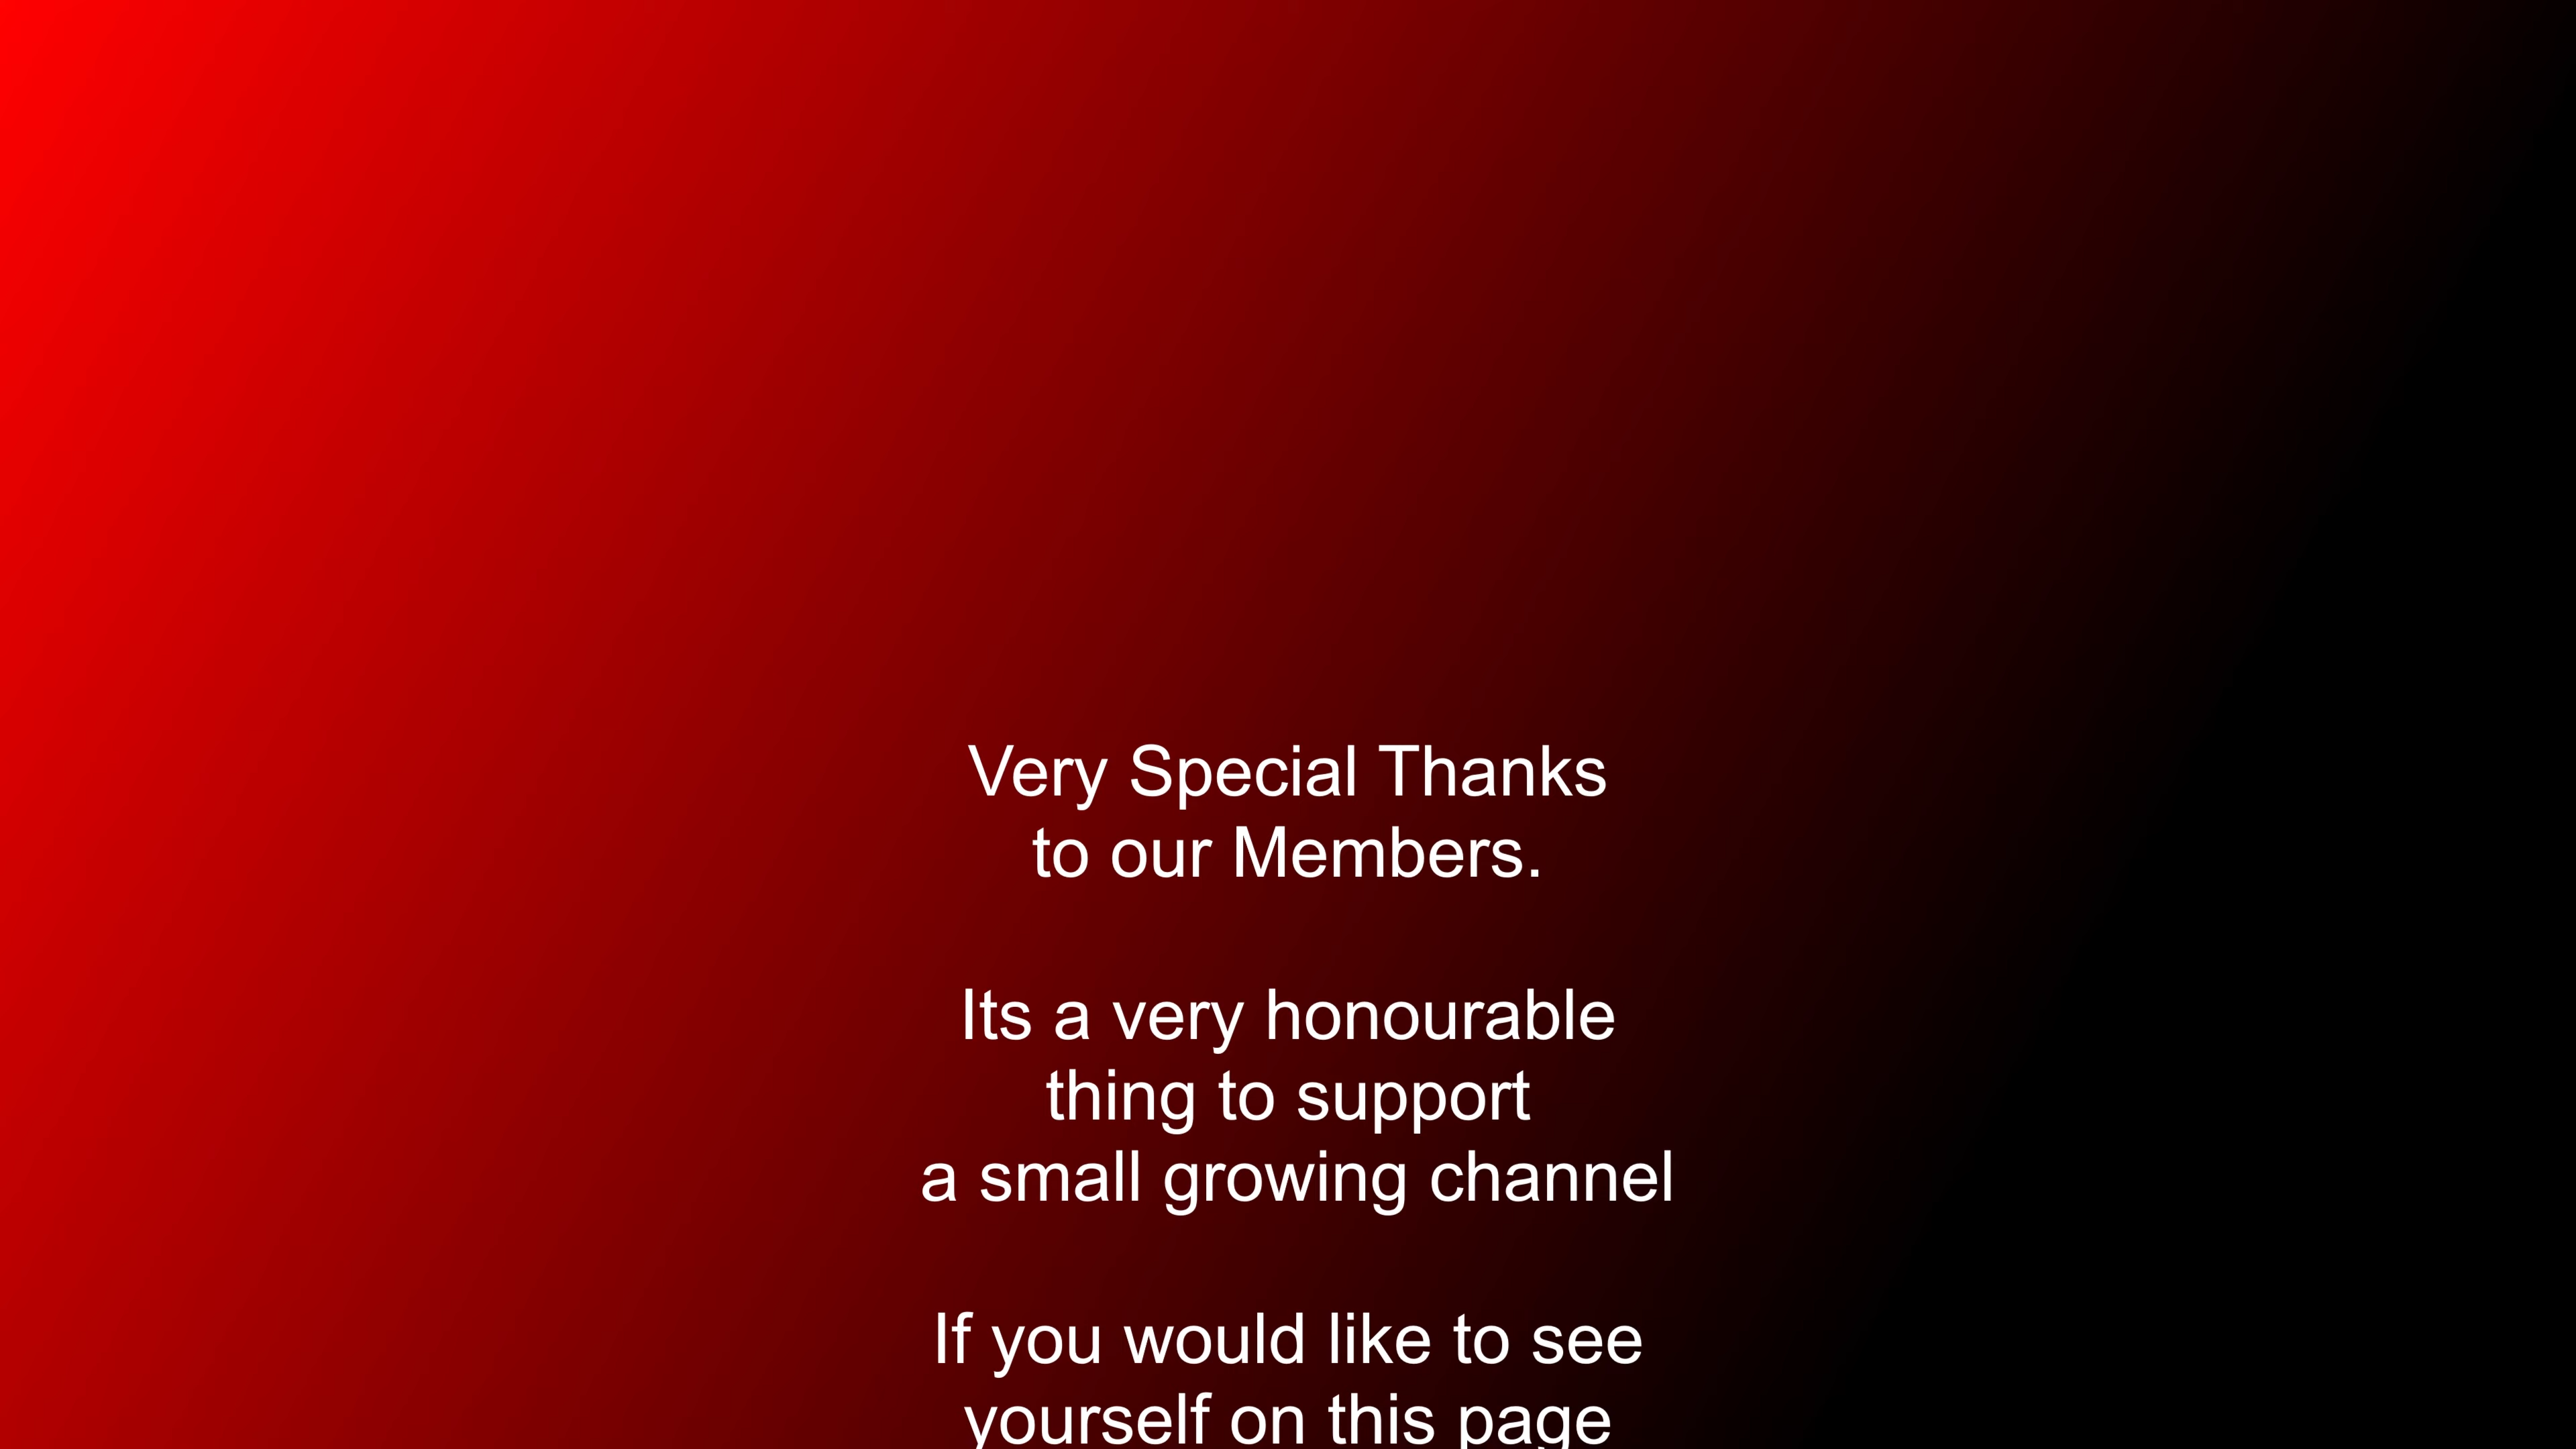 Very Special Thanks
to our Members.
Its a very honourable
thing to support
a small growing channel
If you would like to see
yourself on this page